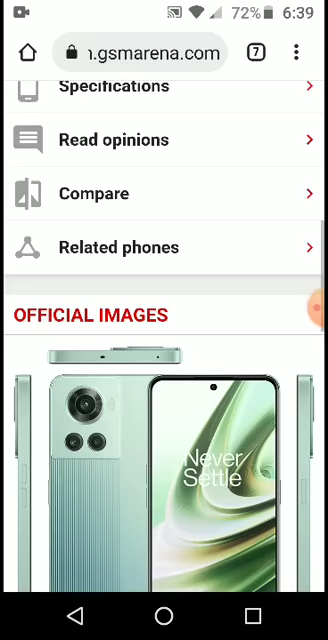 72% 6:39
ı.gsmarena.com 7
Specifications
Read opinions
Compare
Related phones
OFFICIAL IMAGES
Never
Settle